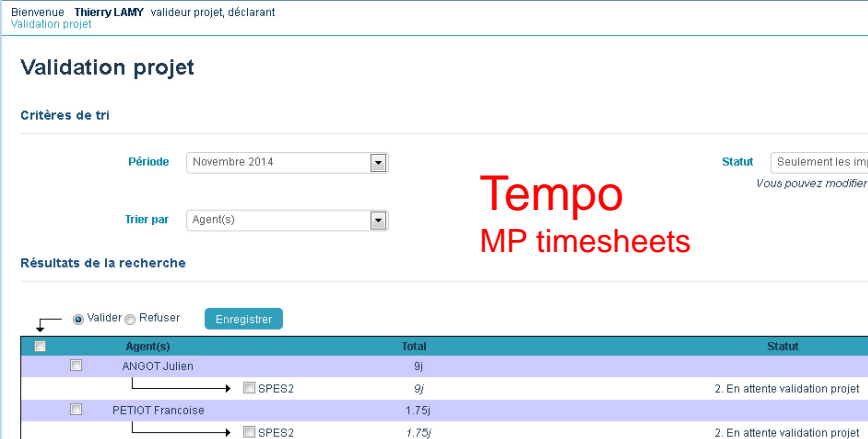 Bienvenue Thierry LAMY valideur projet, déclarant
Validation projet
Validation projet
Critères de tri
Période Novembre 2014 Statut Seulement les im
Vous pouvez modifier
Tempo
Trier par Agent(s)
MP timesheets
Résultats de la recherche
Valider Refuser Enregistrer
Agent(s) Total Statut
ANGOT Julien 9j
SPES2 9j 2. En attente validation projet
PETIOT Francoise 1.75j
SPES2 1.75j 2. En attente validation projet